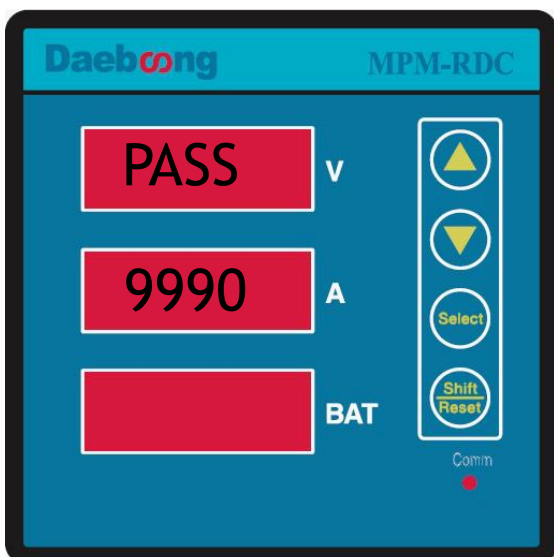 Daeboong
MPM-RDC
PASS
V
9990
A
Select
Shift
Reset
BAT
Comm